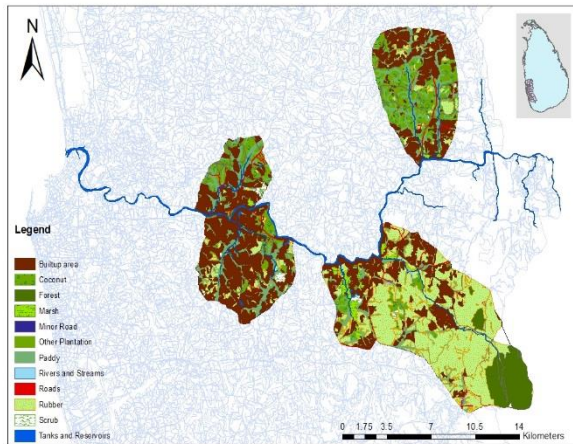 N
Legend
Builtup area
Coconut
Forest
Marsh
Minor Road
Other Plantation
Paddy
Rivers and Streams
Roads
Rubber
Scrub
Tanks and Reservoirs
0 1.75 3.5 7 10.5 14
Kilometers